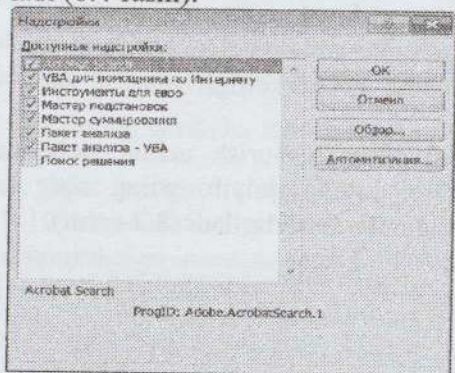 Надстройки
Доступные надстройки:
VBA для помощника по Интернету
Инструменты для евро
Мастер подстановок
Мастер суммирования
Пакет анализа
Пакет анализа - VBA
Поиск решения
OK
Отмена
Обзор...
Автоматизация...
Acrobat Search
ProgID: Adobe.AcrobatSearch.1